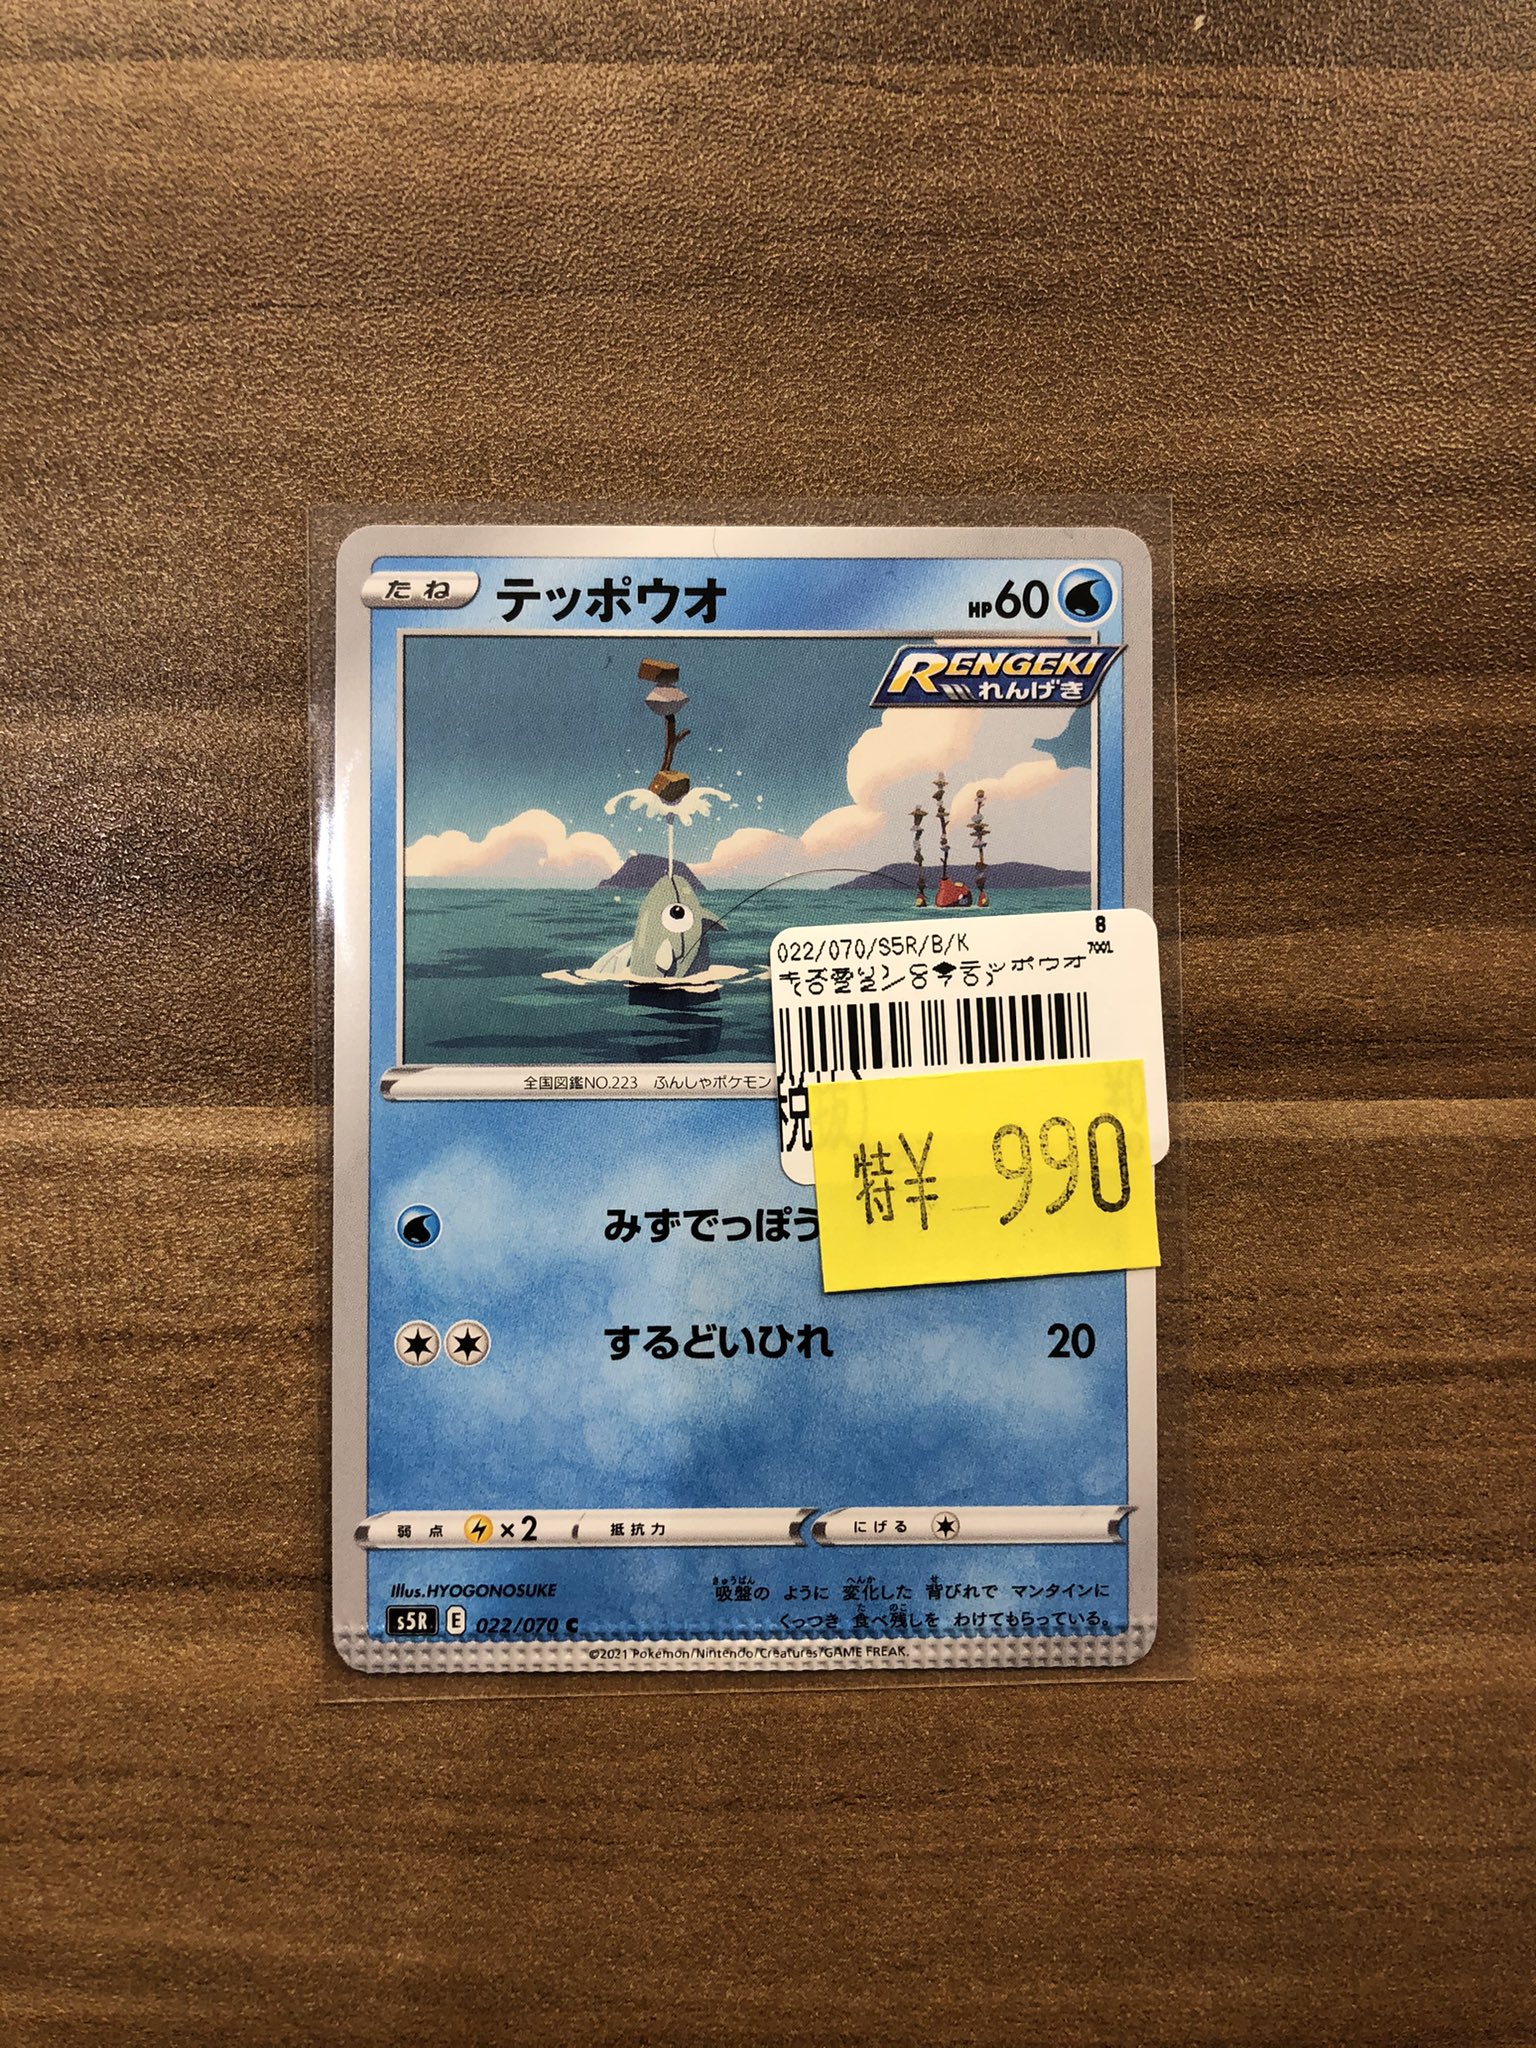 たね テッポウオ HP60
RENGEKI
れんげき
022/070/S5R/B/K
8
7001
ッポウオ
全国図鑑NO.223 ふんしゃポケモン
特¥ 990
みずでっぽう
するどいひれ 20
弱点 ×2 抵抗力 にげる
Illus.HYOGONOSUKE
吸盤の ように 変化した 背びれで マンタインに
くっつき 食べ残しを わけてもらっている。
s5R E 022/070 C
©2021 Pokémon/Nintendo/Creatures/GAME FREAK.